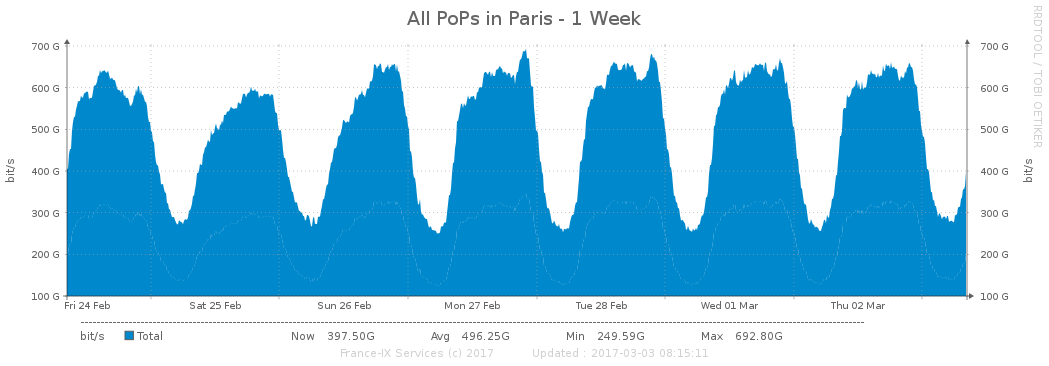 All PoPs in Paris - 1 Week
RRDTOOL / TOBI OETIKER
700 G 700 G
600 G 600 G
500 G 500 G
400 G 400 G
300 G 300 G
200 G 200 G
100 G 100 G
bit/s bit/s
Fri 24 Feb Sat 25 Feb Sun 26 Feb Mon 27 Feb Tue 28 Feb Wed 01 Mar Thu 02 Mar
bit/s Total Now 397.50G Avg 496.25G Min 249.59G Max 692.80G
France-IX Services (c) 2017 Updated : 2017-03-03 08:15:11